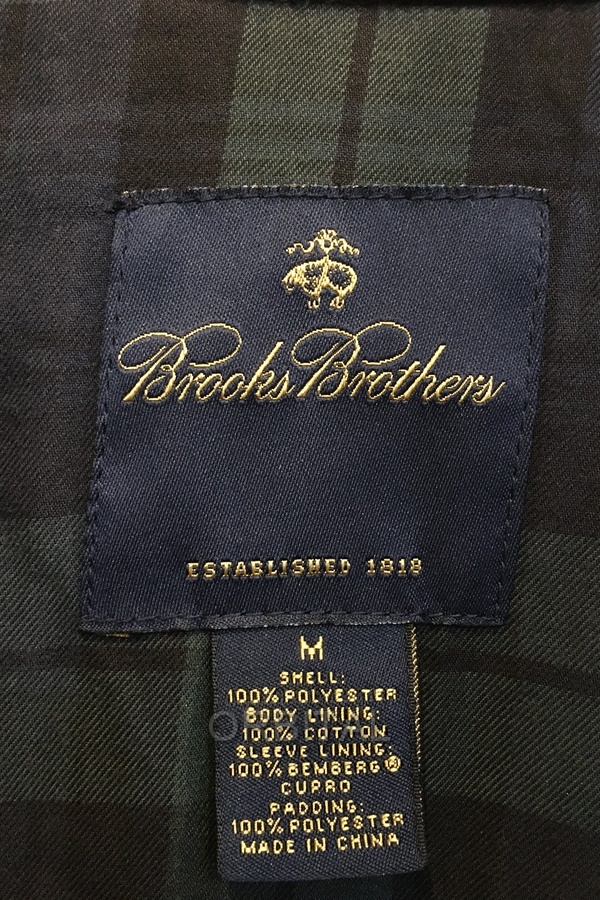 Brooks Brothers
ESTABLISHED 1818
M
SHELL:
100% POLYESTER
BODY LINING:
100% COTTON
SLEEVE LINING:
100% BEMBERG®
CUPRO
PADDING:
100% POLYESTER
MADE IN CHINA